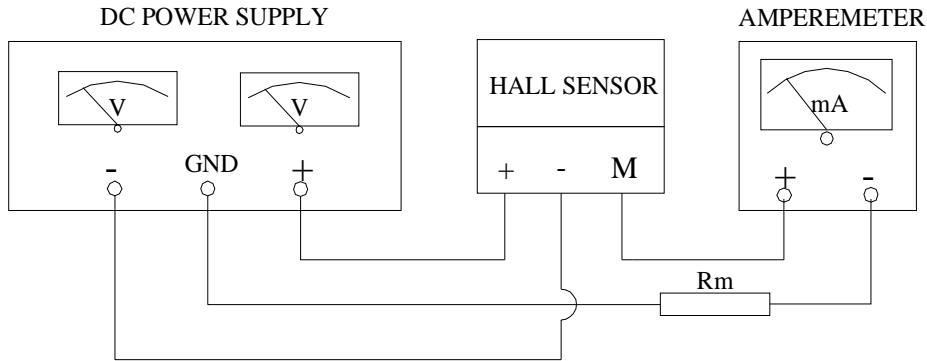 DC POWER SUPPLY
AMPEREMETER
V
V
HALL SENSOR
mA
- GND +
+ - M
+ -
Rm